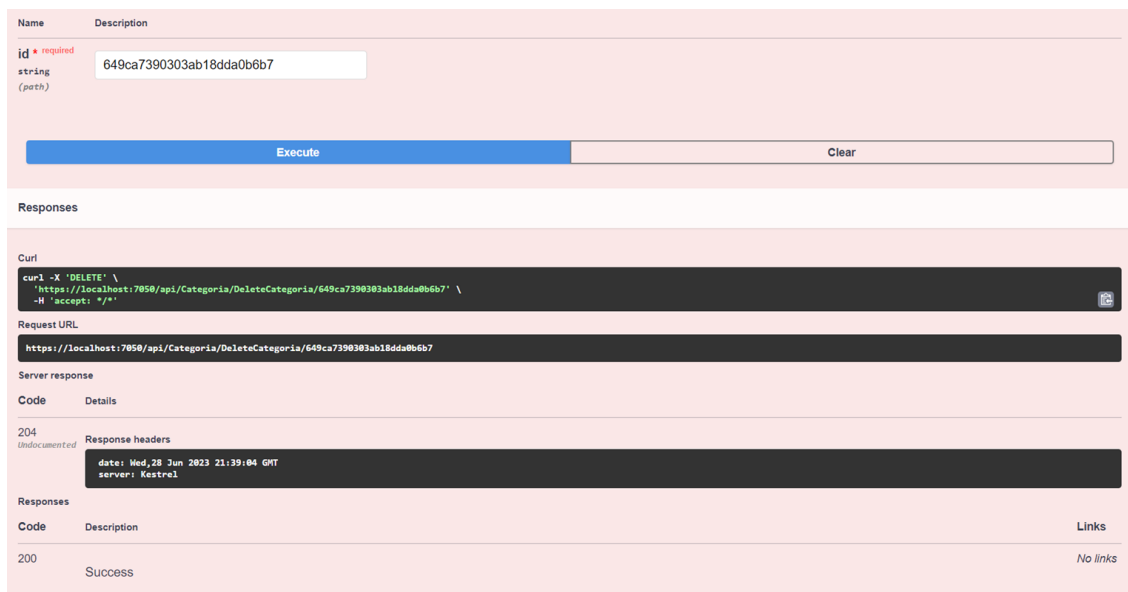 Name Description
id * required
string
(path)
649ca7390303ab18dda0b6b7
Execute Clear
Responses
Curl
curl -X 'DELETE' \
'https://localhost:7050/api/Categoria/DeleteCategoria/649ca7390303ab18dda0b6b7' \
-H 'accept: */*'
Request URL
https://localhost:7050/api/Categoria/DeleteCategoria/649ca7390303ab18dda0b6b7
Server response
Code Details
204
Undocumented
Response headers
date: Wed,28 Jun 2023 21:39:04 GMT
server: Kestrel
Responses
Code Description Links
200 No links
Success